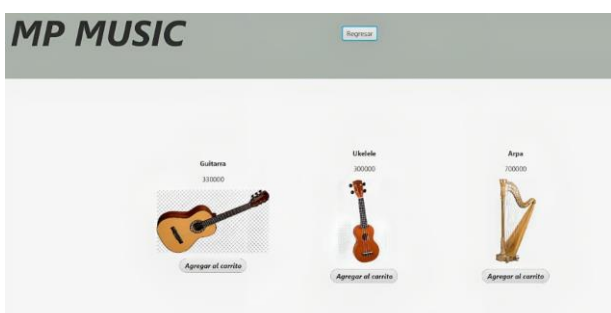 MP MUSIC
Regresar
Guitarra
330000
Agregar al carrito
Ukelele
300000
Agregar al carrito
Arpa
700000
Agregar al carrito